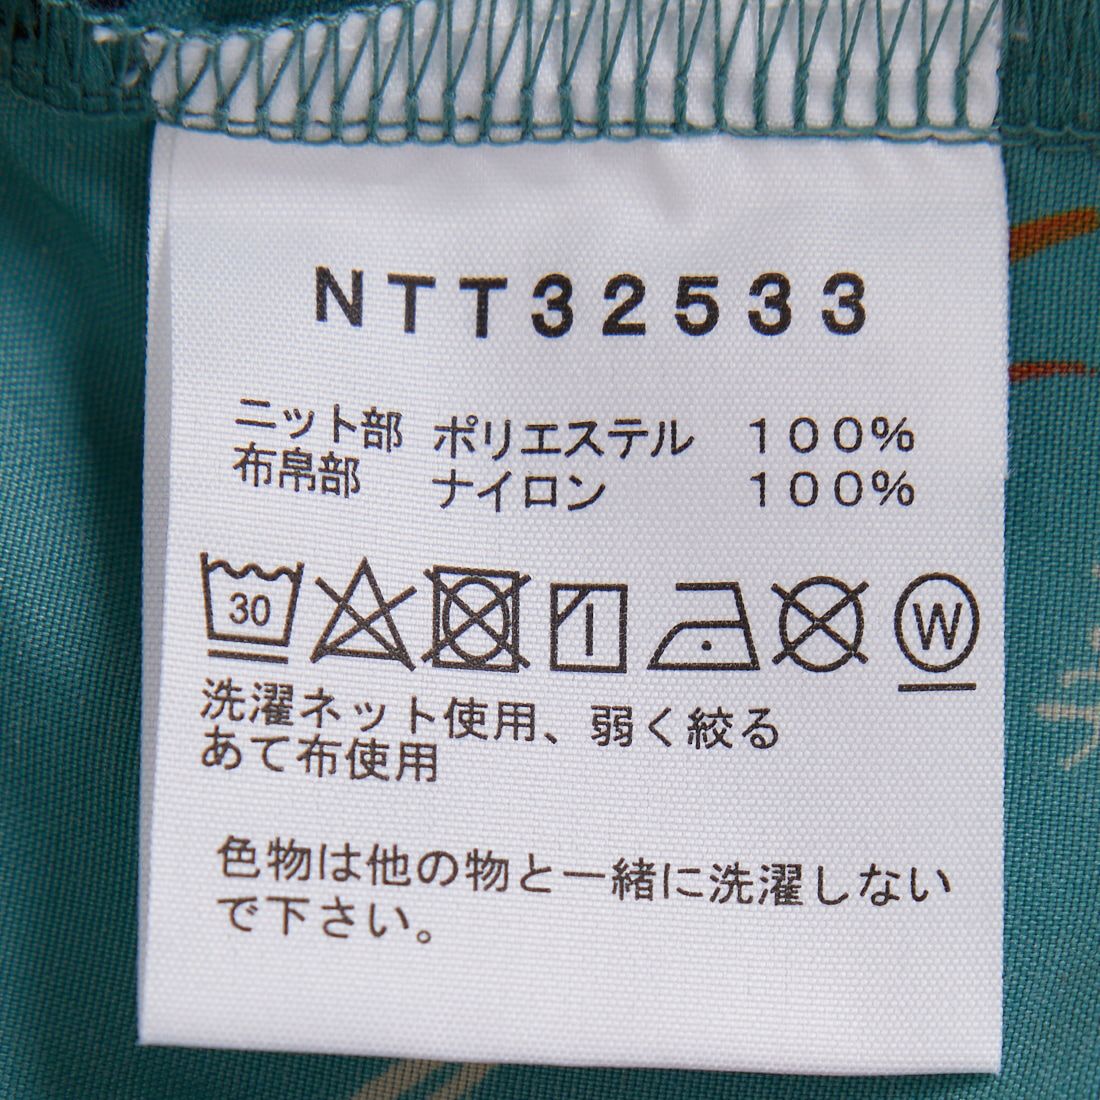 NTT32533
ニット部 ポリエステル 100%
布帛部 ナイロン 100%
30 W
洗濯ネット使用、弱く絞る
あて布使用
色物は他の物と一緒に洗濯しない
で下さい。